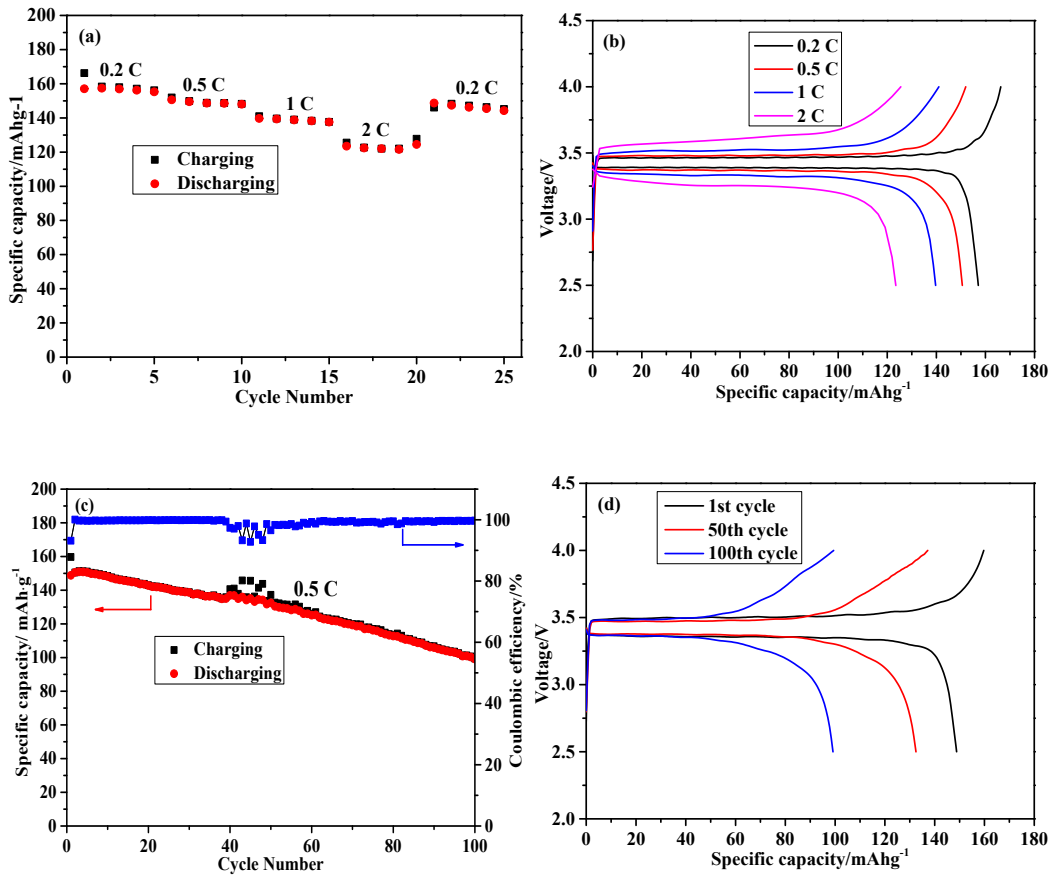 (a)
200
180
160
140
120
100
80
60
40
20
0
0.2 C
0.5 C
1 C
2 C
0.2 C
Charging
Discharging
0 5 10 15 20 25
Cycle Number
Specific capacity/mAhg-1
(b)
4.5
4.0
3.5
3.0
2.5
2.0
0.2 C
0.5 C
1 C
2 C
0 20 40 60 80 100 120 140 160 180
Specific capacity/mAhg-1
Voltage/V
(c)
200
180
160
140
120
100
80
60
40
20
0
0.5 C
Charging
Discharging
100
80
60
40
20
0
0 20 40 60 80 100
Cycle Number
Specific capacity/ mAh·g-1
Coulombic efficiency/%
(d)
4.5
4.0
3.5
3.0
2.5
2.0
1st cycle
50th cycle
100th cycle
0 20 40 60 80 100 120 140 160 180
Specific capacity/mAhg-1
Voltage/V